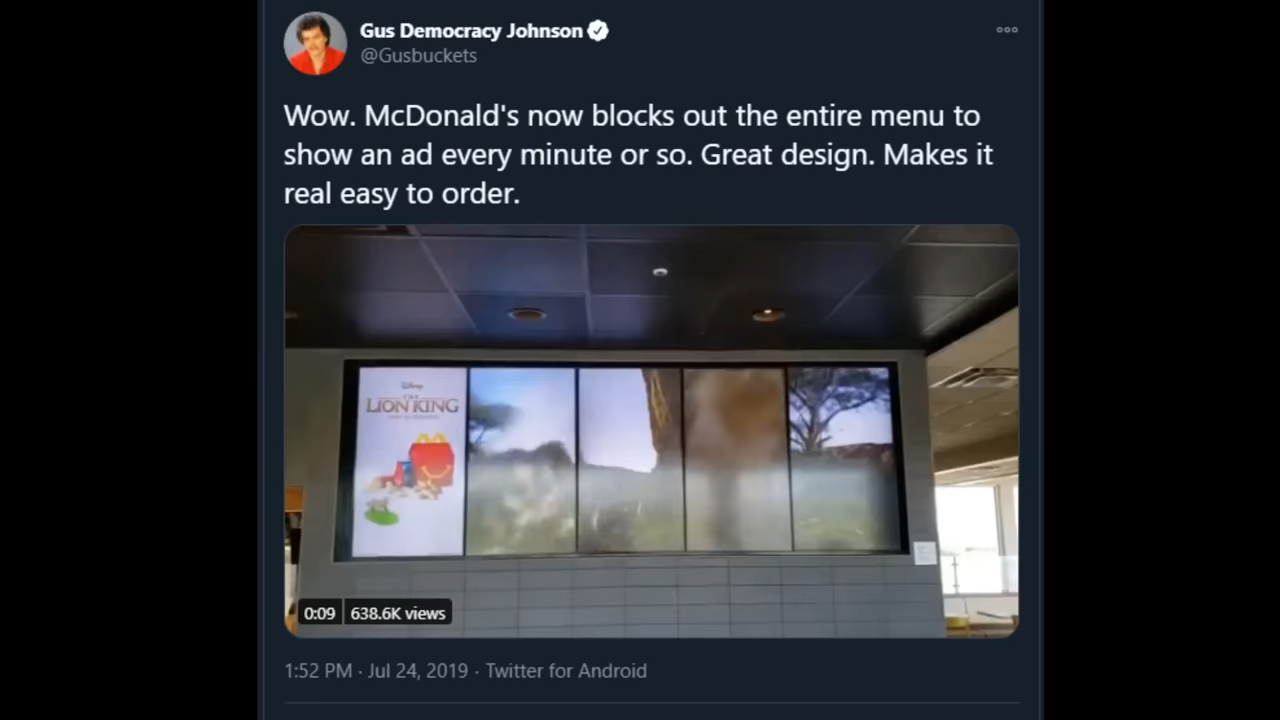 Gus Democracy Johnson
@Gusbuckets
Wow. McDonald's now blocks out the entire menu to
show an ad every minute or so. Great design. Makes it
real easy to order.
Disney
THE
LION KING
0:09 638.6K views
1:52 PM · Jul 24, 2019 · Twitter for Android